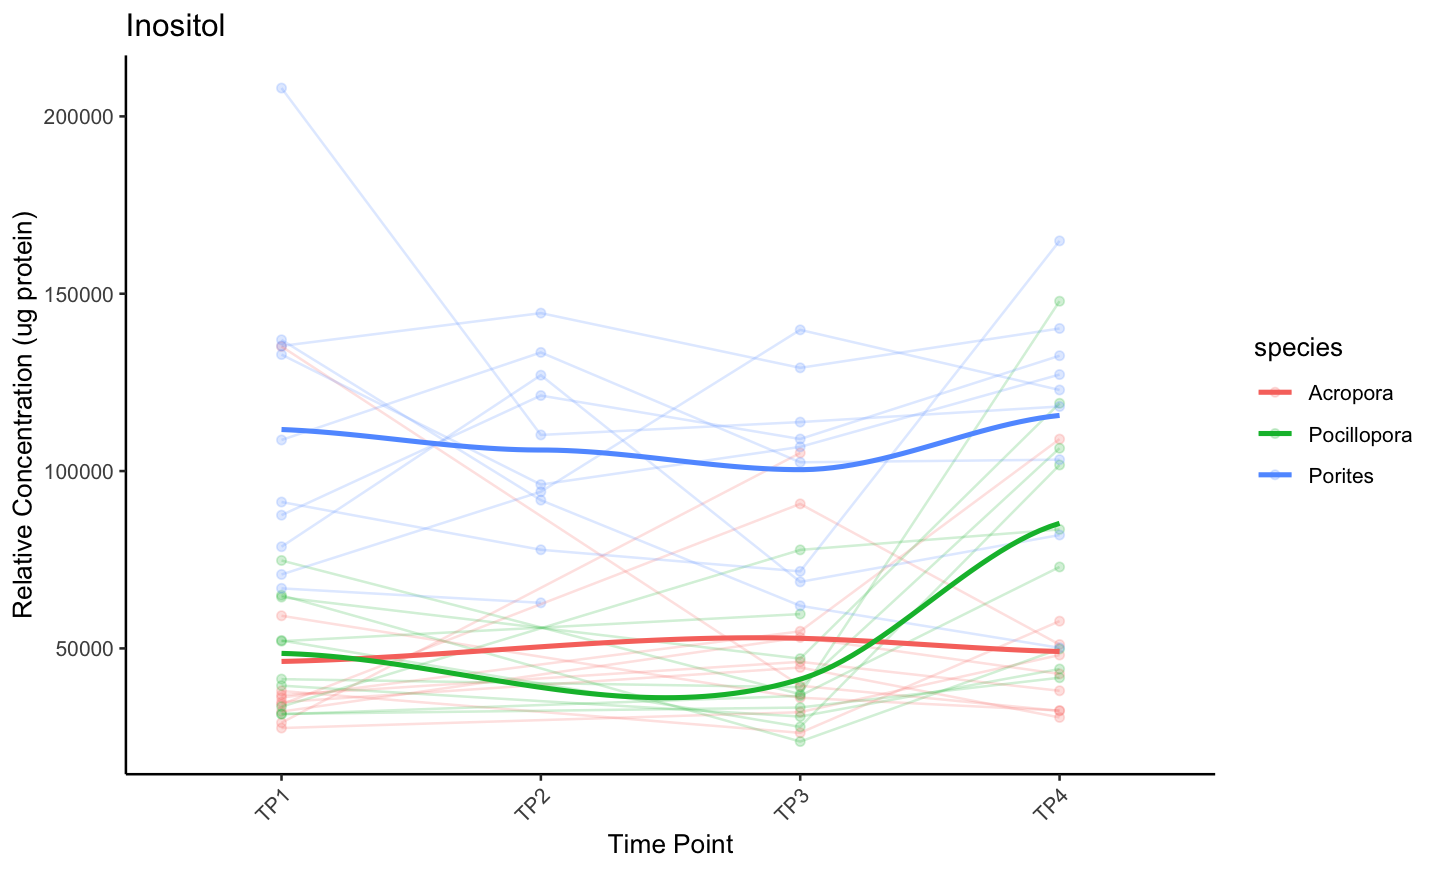 Inositol
Relative Concentration (ug protein)
200000
150000
100000
50000
TP1
TP2
TP3
TP4
Time Point
species
Acropora
Pocillopora
Porites